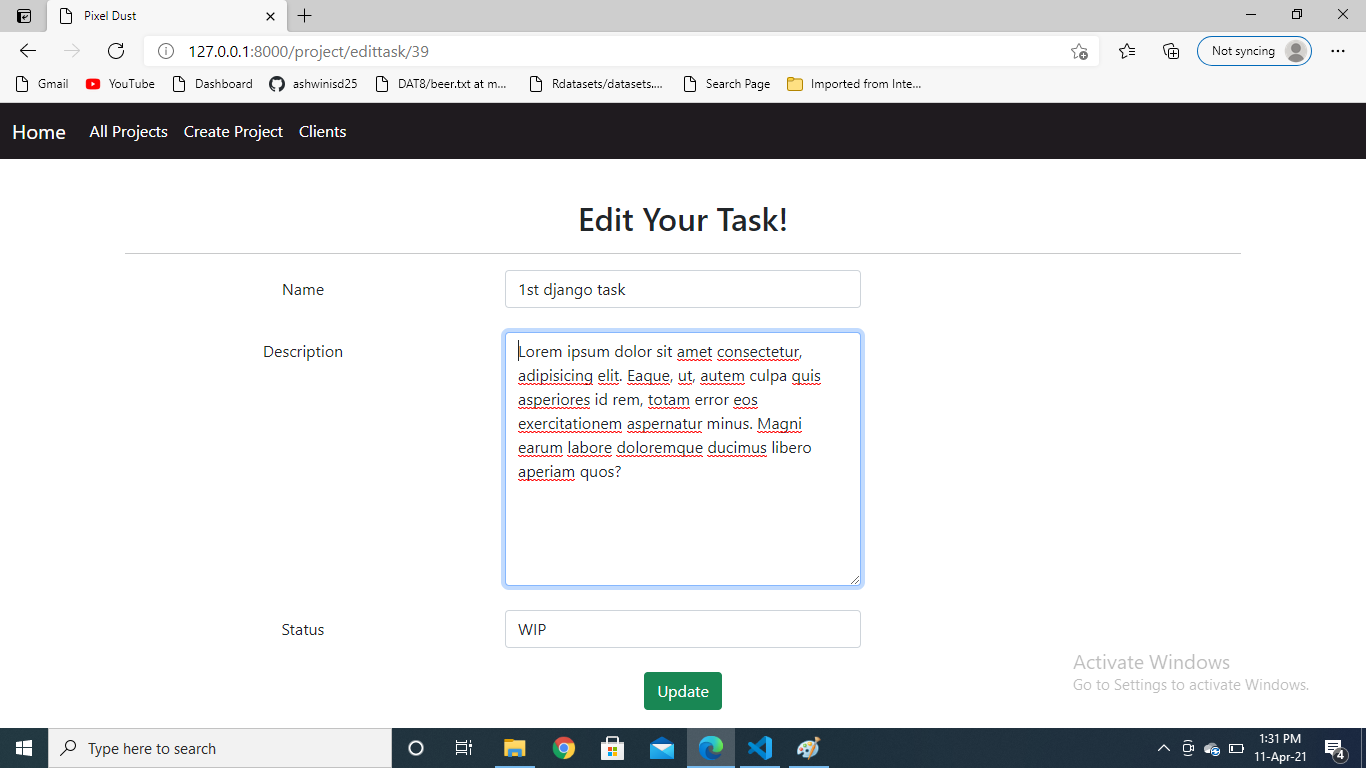 Pixel Dust
127.0.0.1:8000/project/edittask/39
Not syncing
Gmail
YouTube
Dashboard
ashwinisd25
DAT8/beer.txt at m...
Rdatasets/datasets....
Search Page
Imported from Inte...
Home
All Projects
Create Project
Clients
Edit Your Task!
Name
1st django task
Description
Lorem ipsum dolor sit amet consectetur,
adipisicing elit. Eaque, ut, autem culpa quis
asperiores id rem, totam error eos
exercitationem aspernatur minus. Magni
earum labore doloremque ducimus libero
aperiam quos?
Status
WIP
Update
Activate Windows
Go to Settings to activate Windows.
Type here to search
1:31 PM
11-Apr-21
4